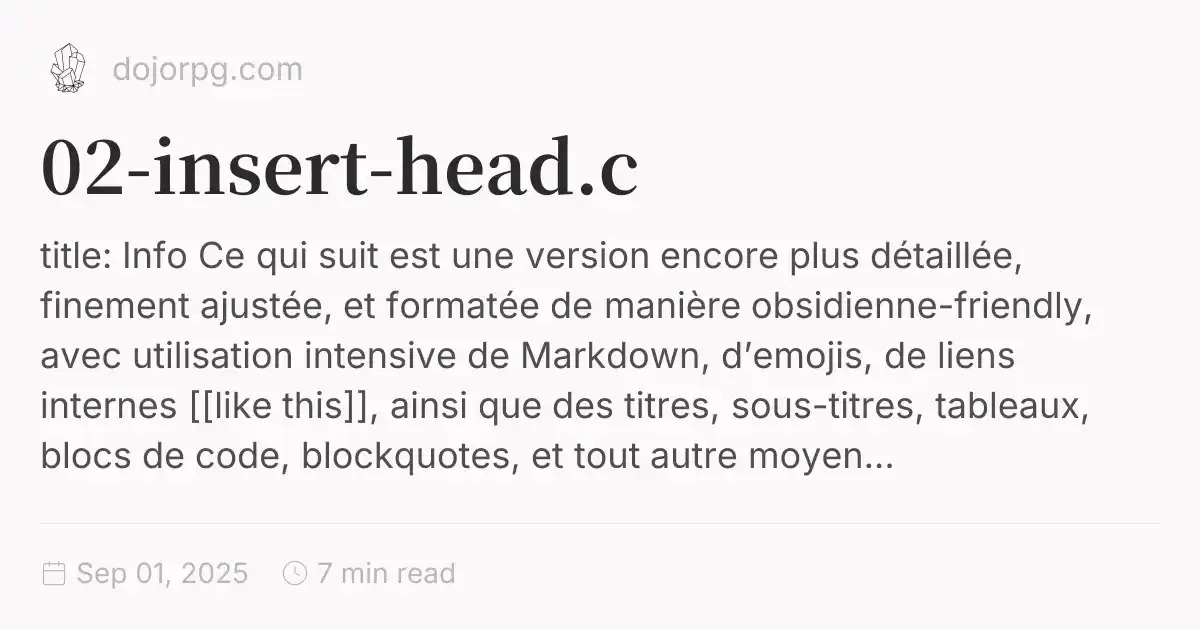 dojorpg.com
02-insert-head.c
title: Info Ce qui suit est une version encore plus détaillée,
finement ajustée, et formatée de manière obsidienne-friendly,
avec utilisation intensive de Markdown, d’emojis, de liens
internes [[like this]], ainsi que des titres, sous-titres, tableaux,
blocs de code, blockquotes, et tout autre moyen...
Sep 01, 2025 7 min read